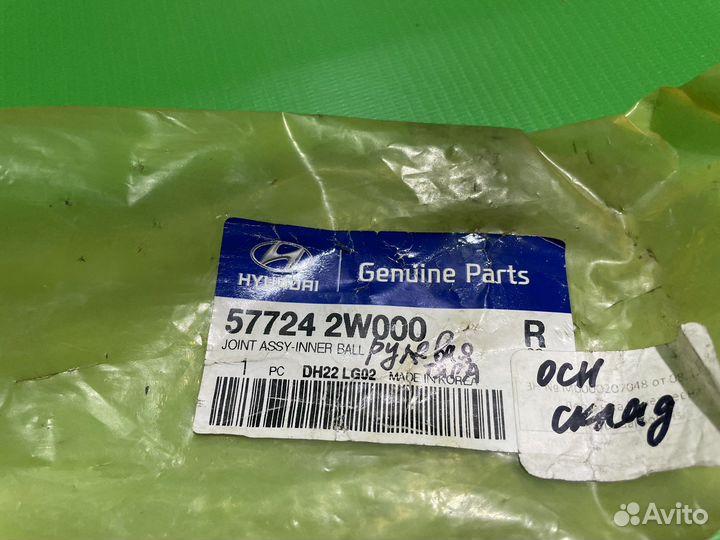 HYUNDAI
Genuine Parts
57724 2W000
R
JOINT ASSY-INNER BALL
рулевая
тяга
1 PC DH22 LG02 MADE IN KOREA
осн
склад
Avito